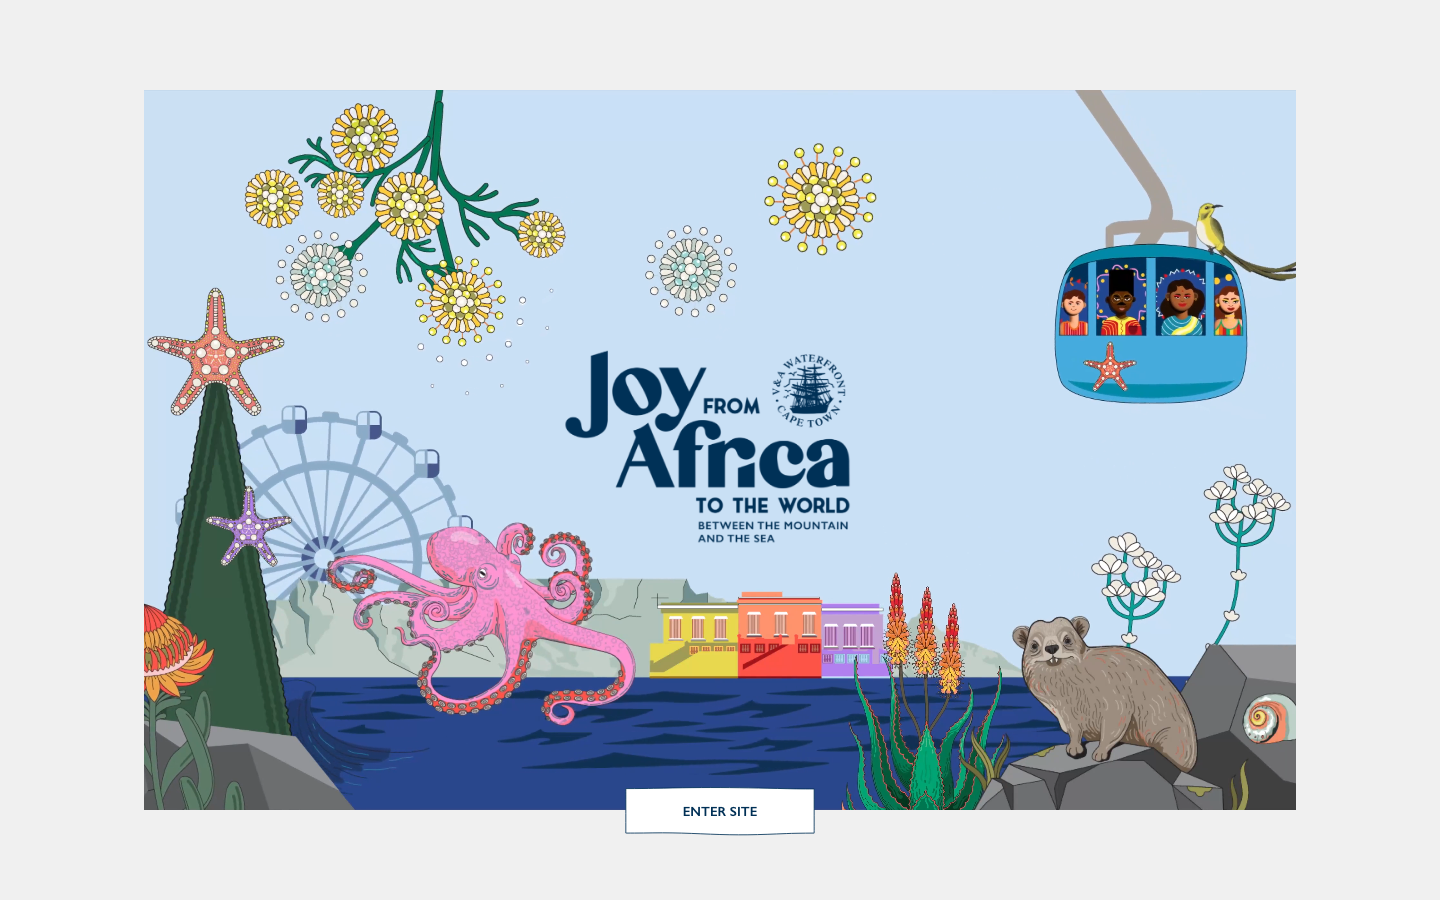 Joy FROM
V&A WATERFRONT
CAPE TOWN
Africa
TO THE WORLD
BETWEEN THE MOUNTAIN
AND THE SEA
ENTER SITE